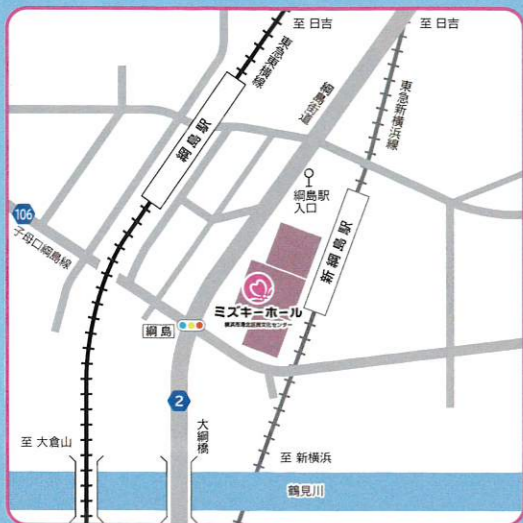 至 日吉
至 日吉
東急東横線
綱島街道
東急新横浜線
綱島駅
綱島駅
入口
新綱島駅
106
子母口綱島線
ミズキーホール
横浜市港北区民文化センター
綱島
2
大綱橋
至 大倉山
至 新横浜
鶴見川